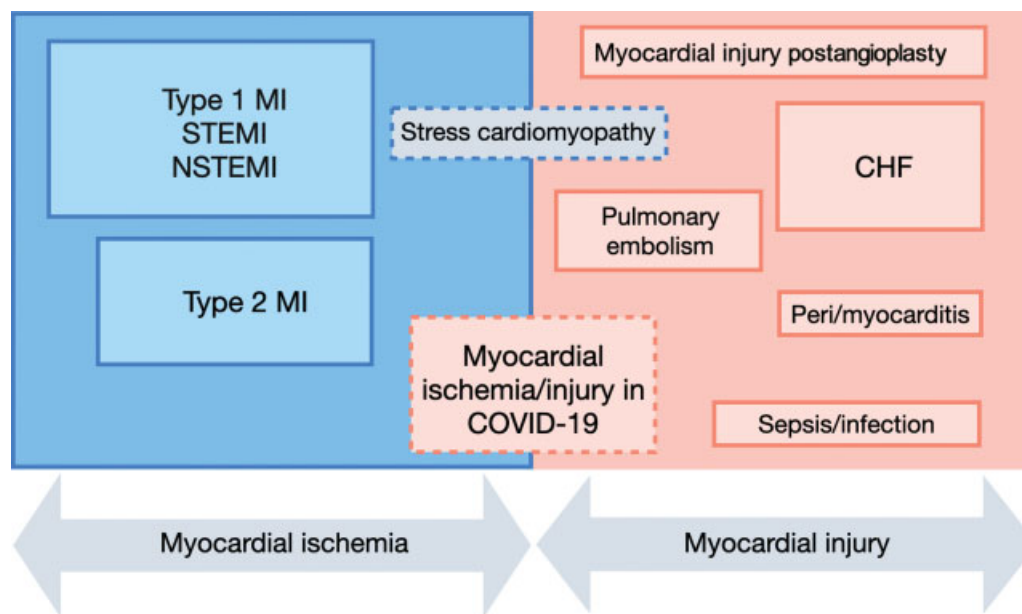 Type 1 MI
STEMI
NSTEMI
Type 2 MI
Stress cardiomyopathy
Myocardial
ischemia/injury in
COVID-19
Myocardial injury postangioplasty
CHF
Pulmonary
embolism
Peri/myocarditis
Sepsis/infection
Myocardial ischemia
Myocardial injury